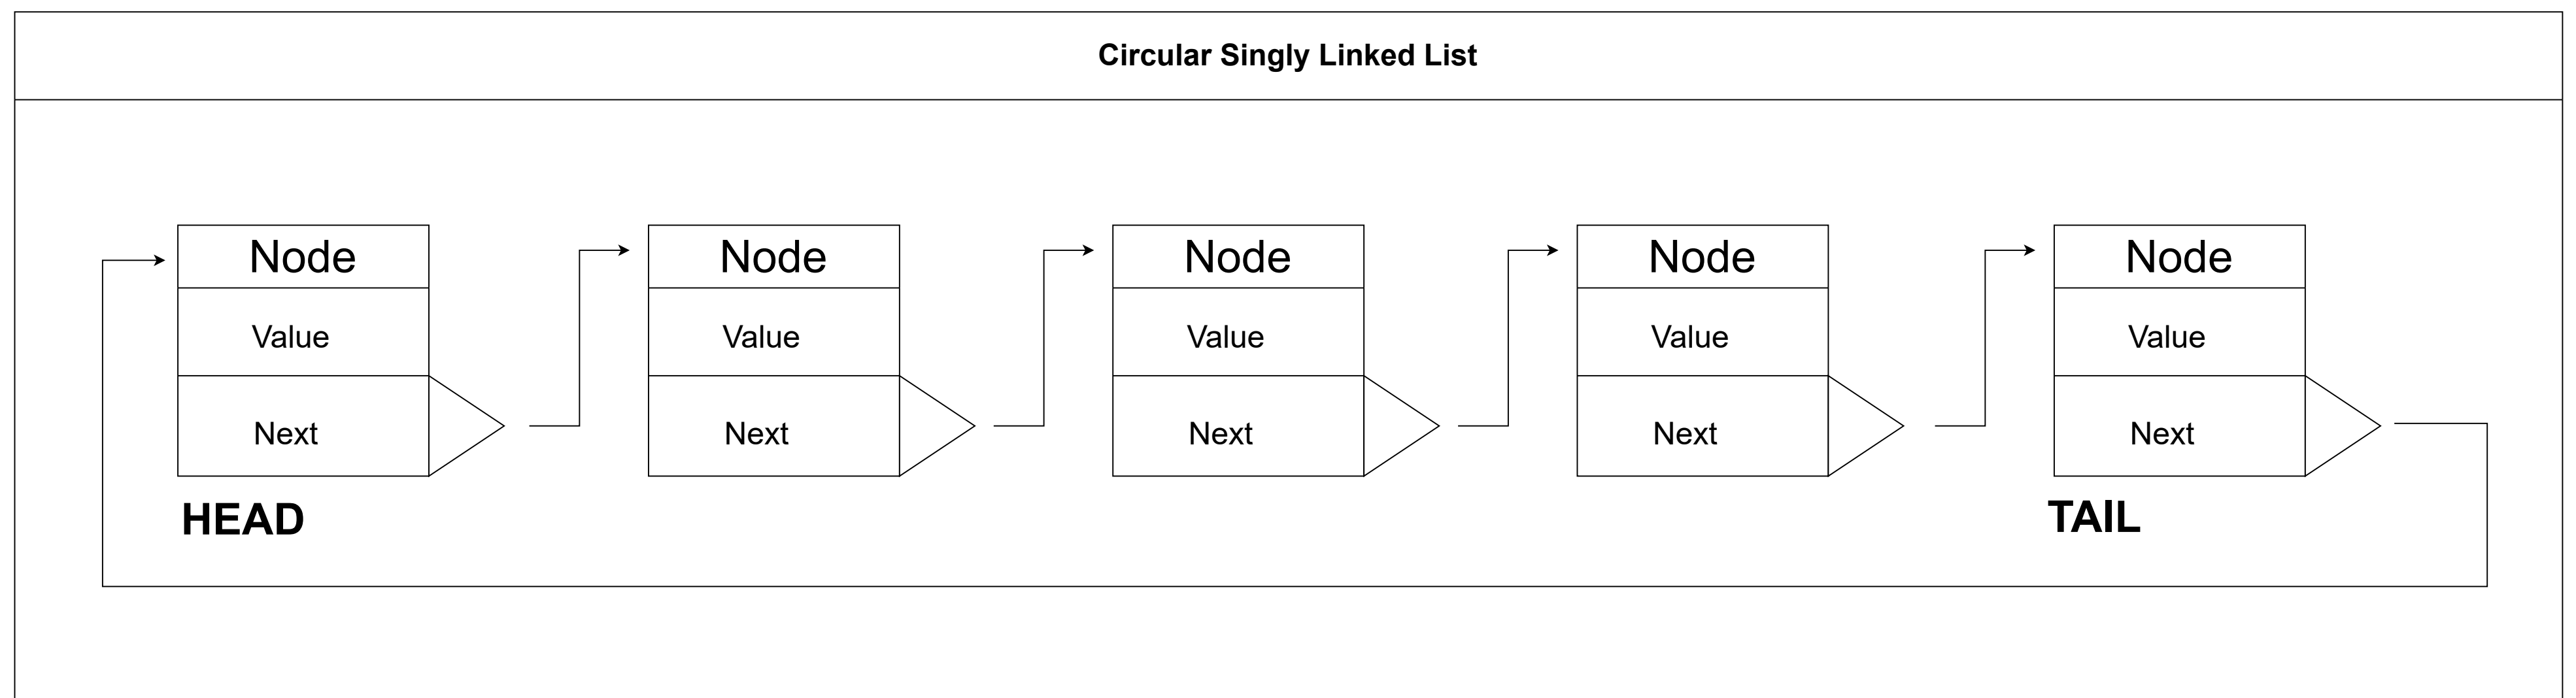 Circular Singly Linked List
Node
Value
Next
HEAD
Node
Value
Next
Node
Value
Next
Node
Value
Next
Node
Value
Next
TAIL